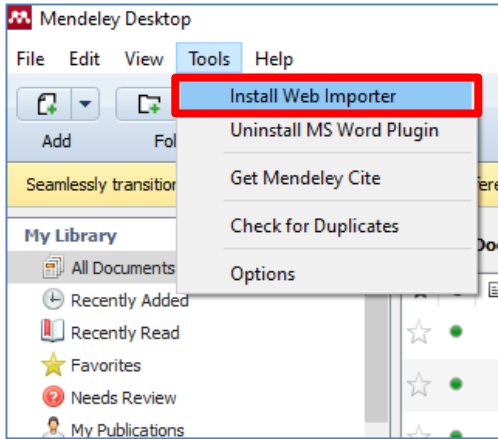 Mendeley Desktop
File Edit View Tools Help
Install Web Importer
Uninstall MS Word Plugin
Add
Seamlessly
Get Mendeley Cite
Check for Duplicates
My Library
All Documents
Options
Recently Added
Recently Read
Favorites
Needs Review
My Publications